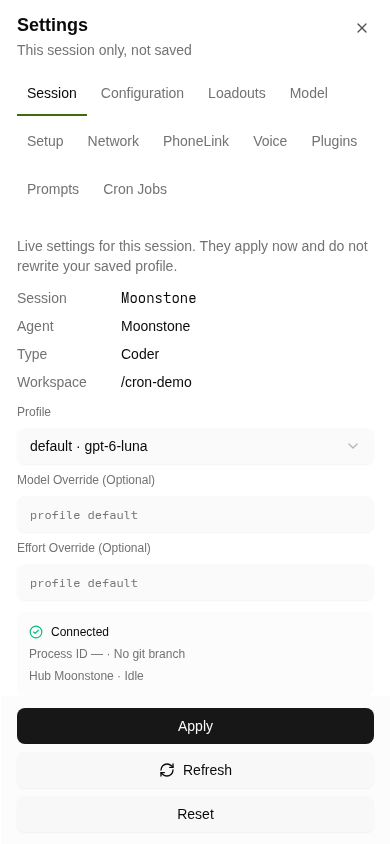 Settings
This session only, not saved
Session Configuration Loadouts Model
Setup Network PhoneLink Voice Plugins
Prompts Cron Jobs
Live settings for this session. They apply now and do not
rewrite your saved profile.
Session Moonstone
Agent Moonstone
Type Coder
Workspace /cron-demo
Profile
default · gpt-6-luna
Model Override (Optional)
profile default
Effort Override (Optional)
profile default
Connected
Process ID — · No git branch
Hub Moonstone · Idle
Apply
Refresh
Reset